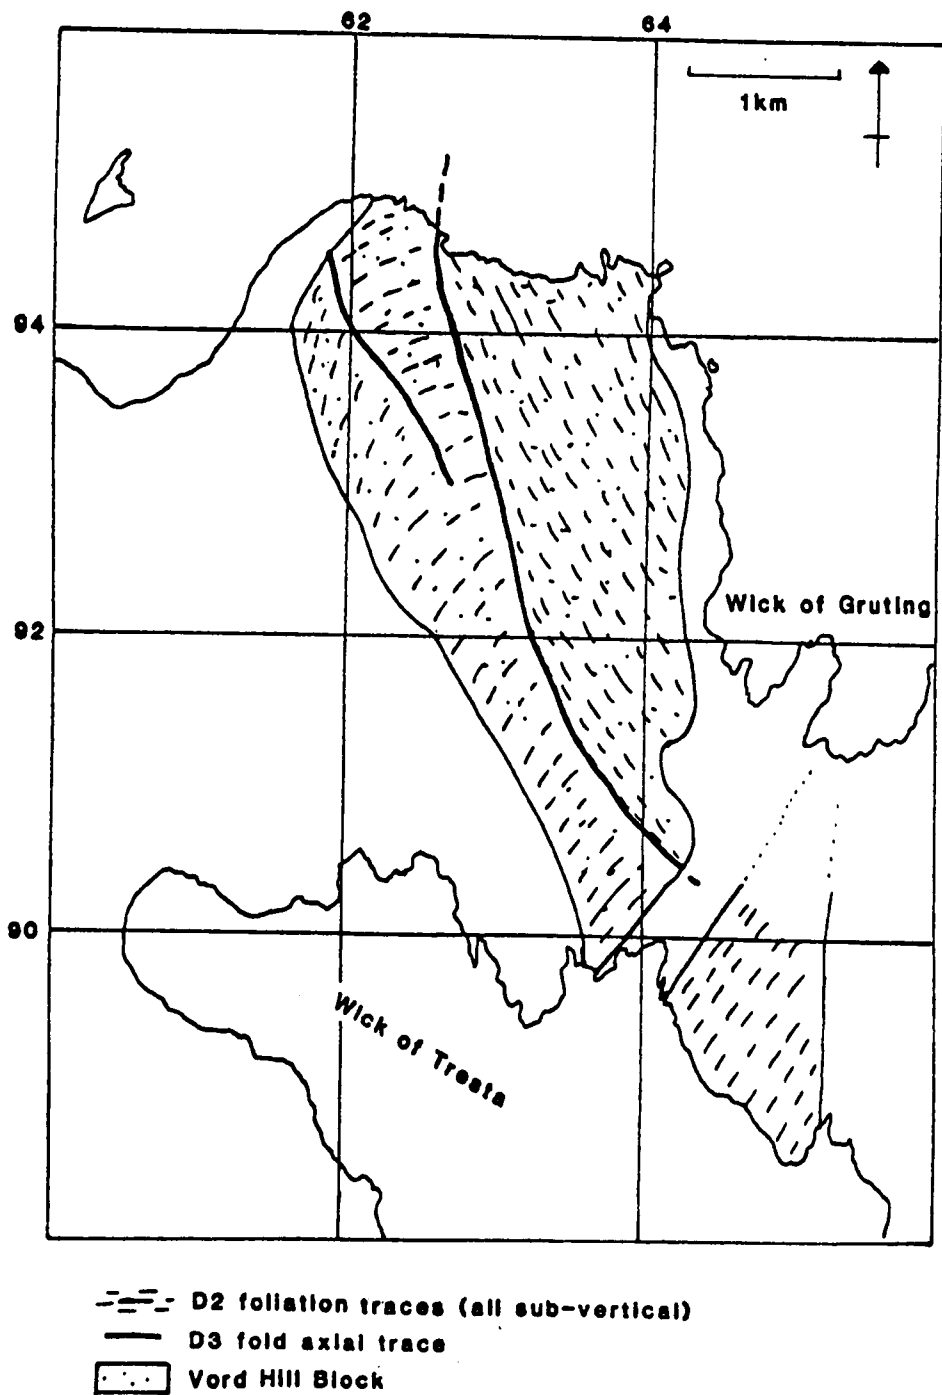 62 64
1km
94
Wick of Gruting
92
90
Wick of Tresta
D2 foliation traces (all sub-vertical)
D3 fold axial trace
Vord Hill Block